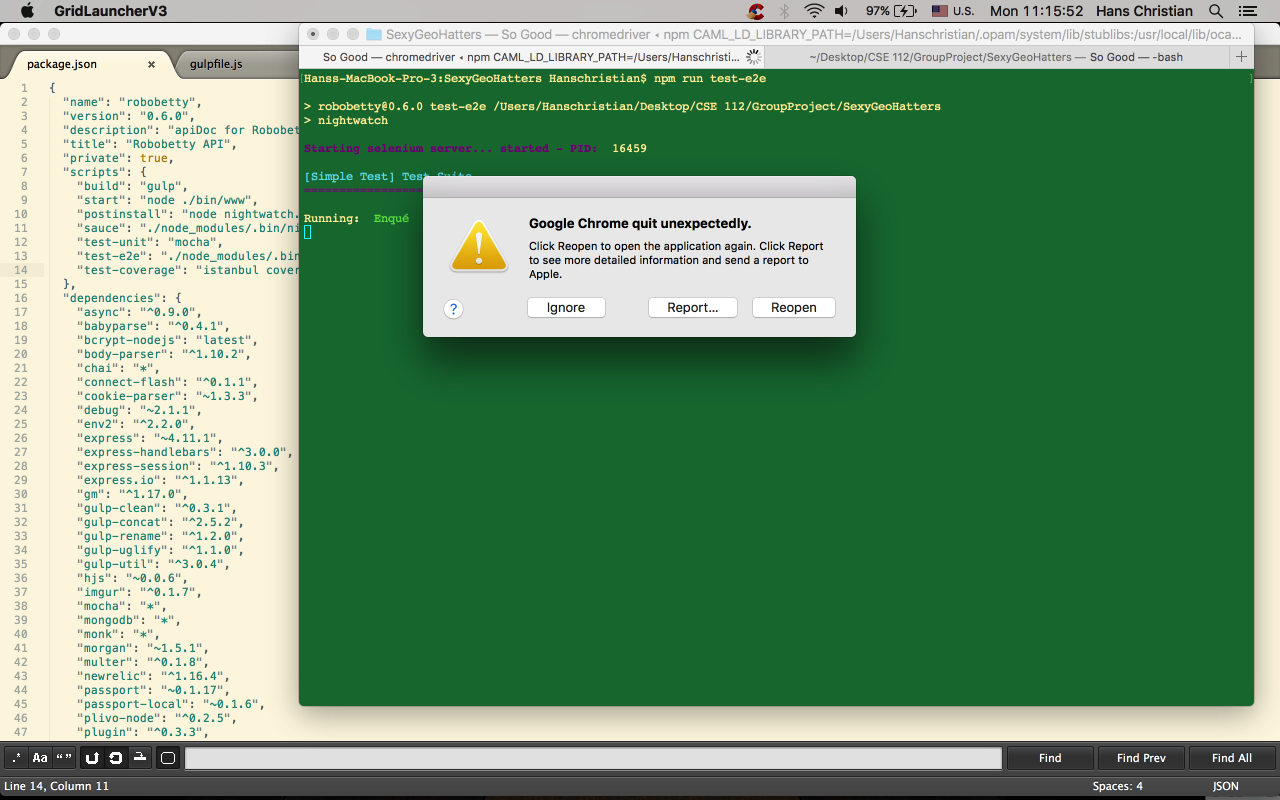 GridLauncherV3
97%
U.S.
Mon 11:15:52
Hans Christian
package.json
gulpfile.js
1 {
2 "name": "robobetty",
3 "version": "0.6.0",
4 "description": "apiDoc for Robobet
5 "title": "Robobetty API",
6 "private": true,
7 "scripts": {
8 "build": "gulp",
9 "start": "node ./bin/www",
10 "postinstall": "node nightwatch.
11 "sauce": "./node_modules/.bin/ni
12 "test-unit": "mocha",
13 "test-e2e": "./node_modules/.bin
14 "test-coverage": "istanbul cover
15 },
16 "dependencies": {
17 "async": "^0.9.0",
18 "babyparse": "^0.4.1",
19 "bcrypt-nodejs": "latest",
20 "body-parser": "^1.10.2",
21 "chai": "*",
22 "connect-flash": "^0.1.1",
23 "cookie-parser": "~1.3.3",
24 "debug": "~2.1.1",
25 "env2": "^2.2.0",
26 "express": "~4.11.1",
27 "express-handlebars": "^3.0.0",
28 "express-session": "^1.10.3",
29 "express.io": "^1.1.13",
30 "gm": "^1.17.0",
31 "gulp-clean": "^0.3.1",
32 "gulp-concat": "^2.5.2",
33 "gulp-rename": "^1.2.0",
34 "gulp-uglify": "^1.1.0",
35 "gulp-util": "^3.0.4",
36 "hjs": "~0.0.6",
37 "imgur": "^0.1.7",
38 "mocha": "*",
39 "mongodb": "*",
40 "monk": "*",
41 "morgan": "~1.5.1",
42 "multer": "^0.1.8",
43 "newrelic": "^1.16.4",
44 "passport": "~0.1.17",
45 "passport-local": "~0.1.6",
46 "plivo-node": "^0.2.5",
47 "plugin": "^0.3.3",
SexyGeoHatters — So Good — chromedriver ◂ npm CAML_LD_LIBRARY_PATH=/Users/Hanschristian/.opam/system/lib/stublibs:/usr/local/lib/oca...
So Good — chromedriver ◂ npm CAML_LD_LIBRARY_PATH=/Users/Hanschristi...
~/Desktop/CSE 112/GroupProject/SexyGeoHatters — So Good — -bash
[Hanss-MacBook-Pro-3:SexyGeoHatters Hanschristian$ npm run test-e2e ]
> robobetty@0.6.0 test-e2e /Users/Hanschristian/Desktop/CSE 112/GroupProject/SexyGeoHatters
> nightwatch
Starting selenium server... started - PID: 16459
[Simple Test] Test Suite
Running: Enqué
Google Chrome quit unexpectedly.
Click Reopen to open the application again. Click Report
to see more detailed information and send a report to
Apple.
?
Ignore
Report...
Reopen
.*
Aa
“”
Find
Find Prev
Find All
Line 14, Column 11
Spaces: 4
JSON